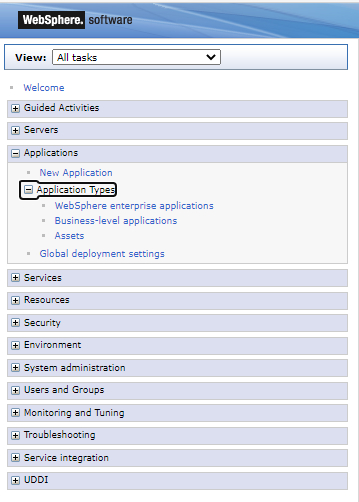 WebSphere. software
View: All tasks
Welcome
Guided Activities
Servers
Applications
New Application
Application Types
WebSphere enterprise applications
Business-level applications
Assets
Global deployment settings
Services
Resources
Security
Environment
System administration
Users and Groups
Monitoring and Tuning
Troubleshooting
Service integration
UDDI